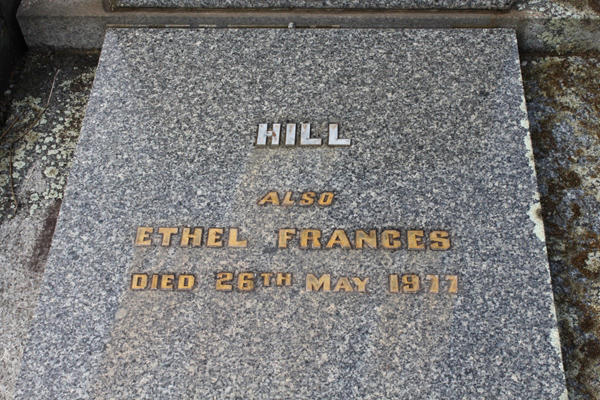 HILL
ALSO
ETHEL FRANCES
DIED 26TH MAY 1977